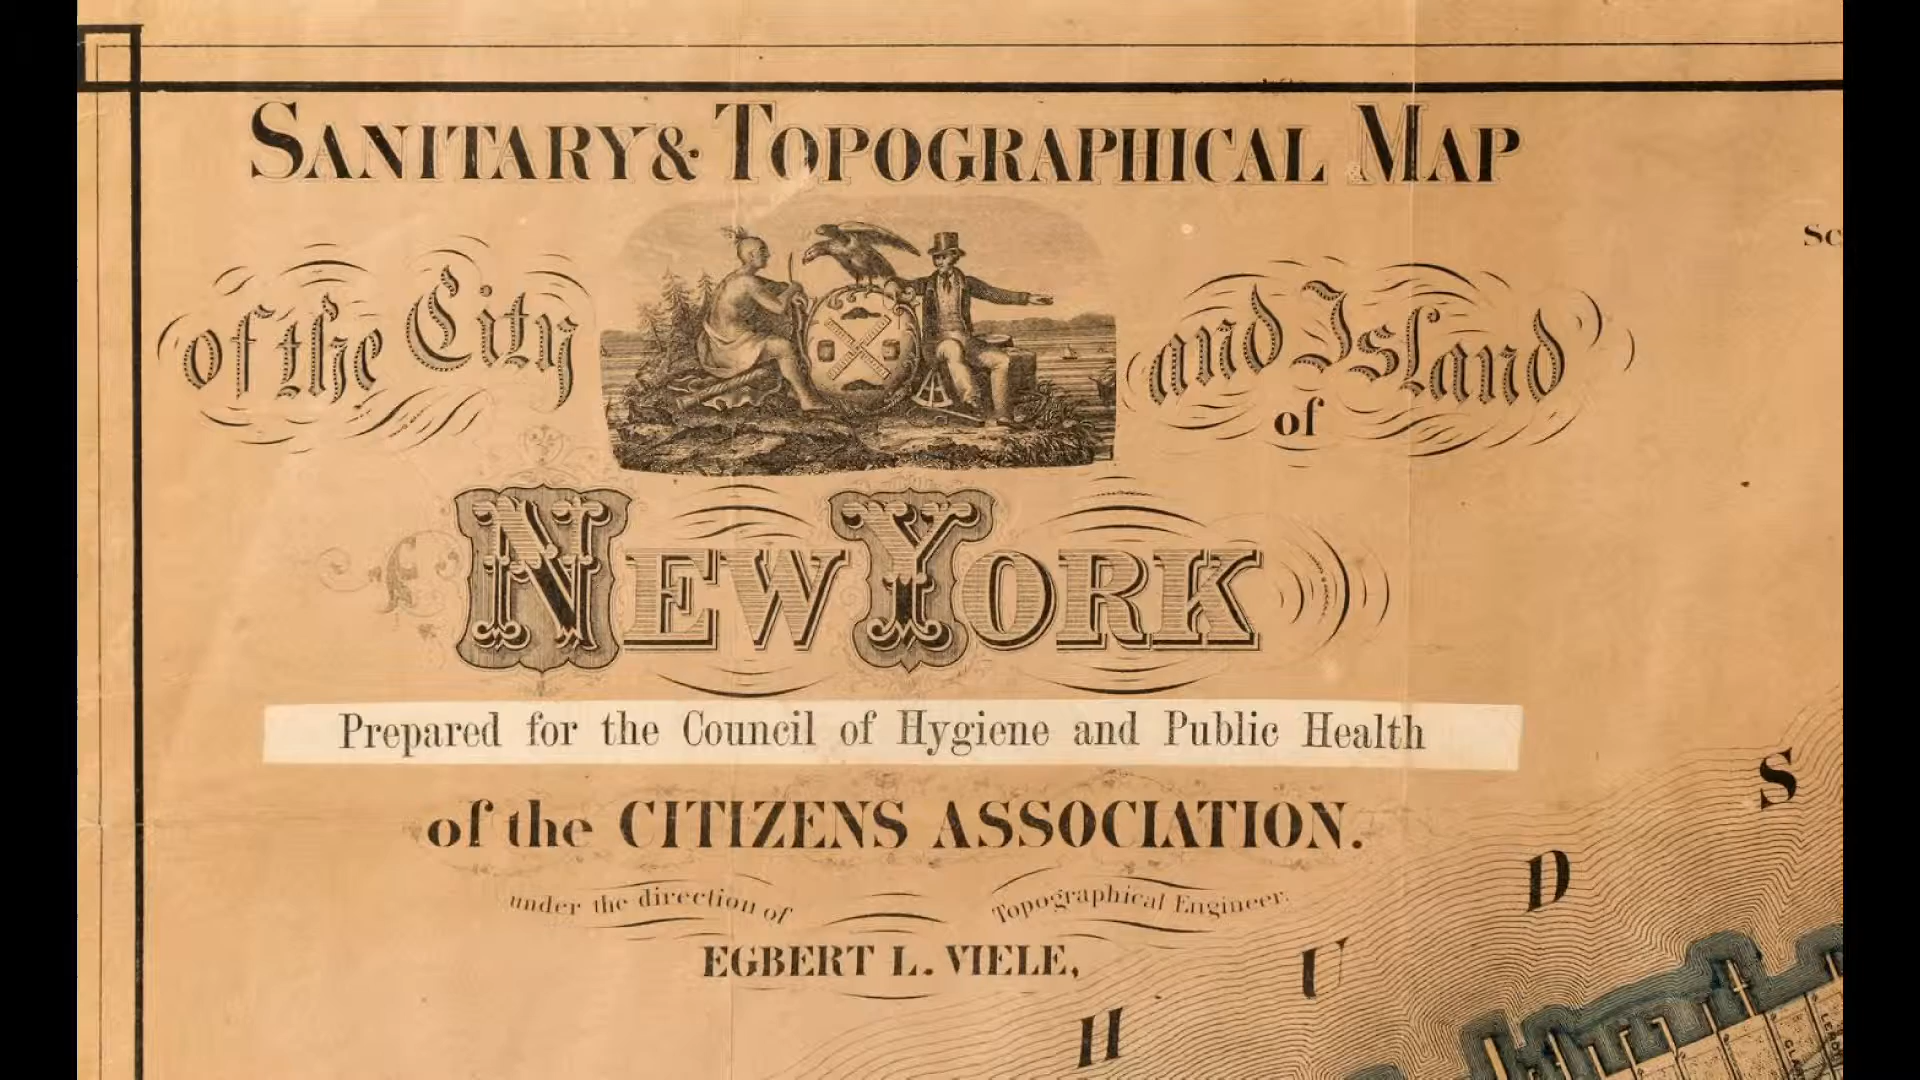 SANITARY & TOPOGRAPHICAL MAP
of the City and Island
of
NEW YORK
Prepared for the Council of Hygiene and Public Health
of the CITIZENS ASSOCIATION.
under the direction of
EGBERT L. VIELE,
Topographical Engineer.
H U D S